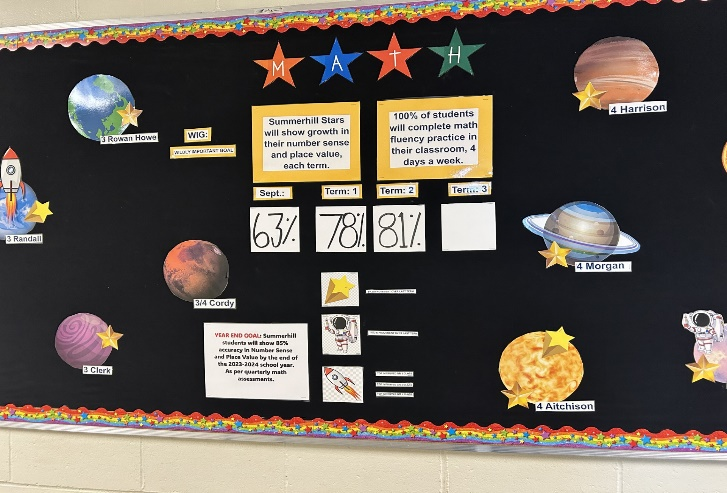 M A T H
4 Harrison
3 Rowan Howe
WIG:
WILDLY IMPORTANT GOAL
Summerhill Stars
will show growth in
their number sense
and place value,
each term.
100% of students
will complete math
fluency practice in
their classroom, 4
days a week.
Sept.: Term: 1 Term: 2 Term: 3
63% 78% 81%
3 Randall
4 Morgan
3/4 Cordy
YEAR END GOAL: Summerhill
students will show 85%
accuracy in Number Sense
and Place Value by the end of
the 2023-2024 school year.
As per quarterly math
assessments.
3 Clerk
4 Aitchison